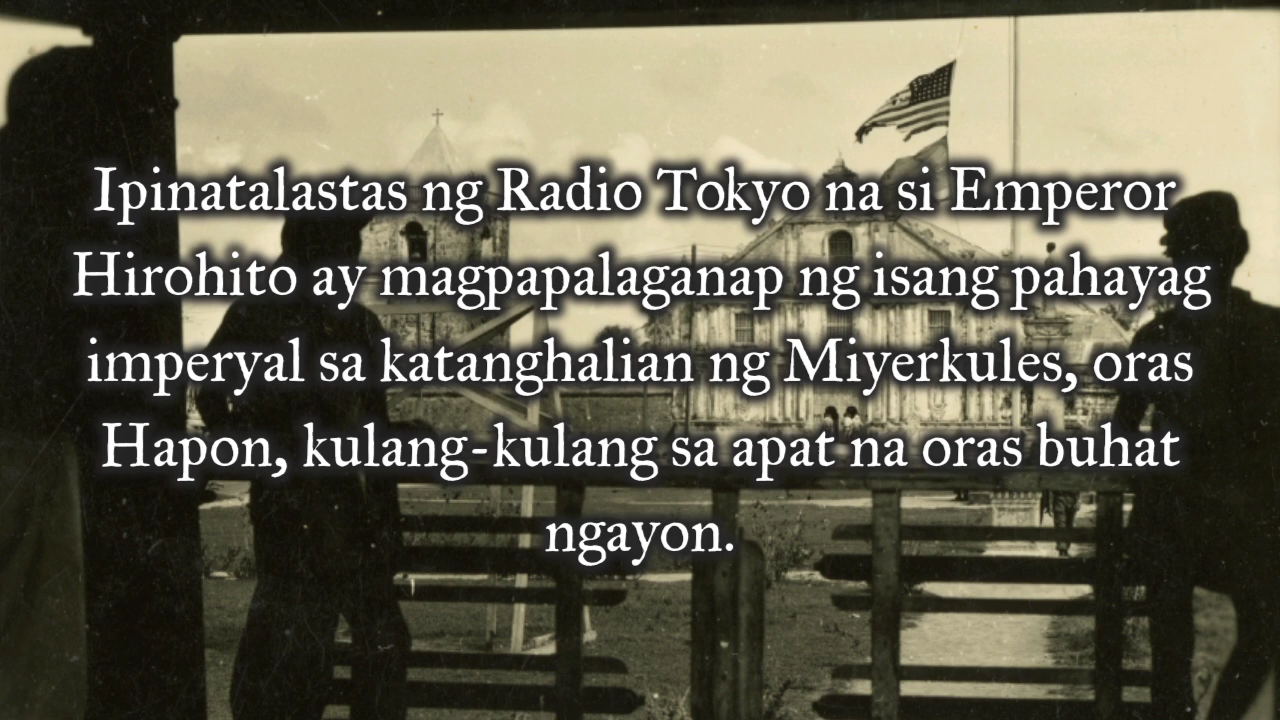 Ipinatalastas ng Radio Tokyo na si Emperor
Hirohito ay magpapalaganap ng isang pahayag
imperyal sa katanghalian ng Miyerkules, oras
Hapon, kulang-kulang sa apat na oras buhat
ngayon.